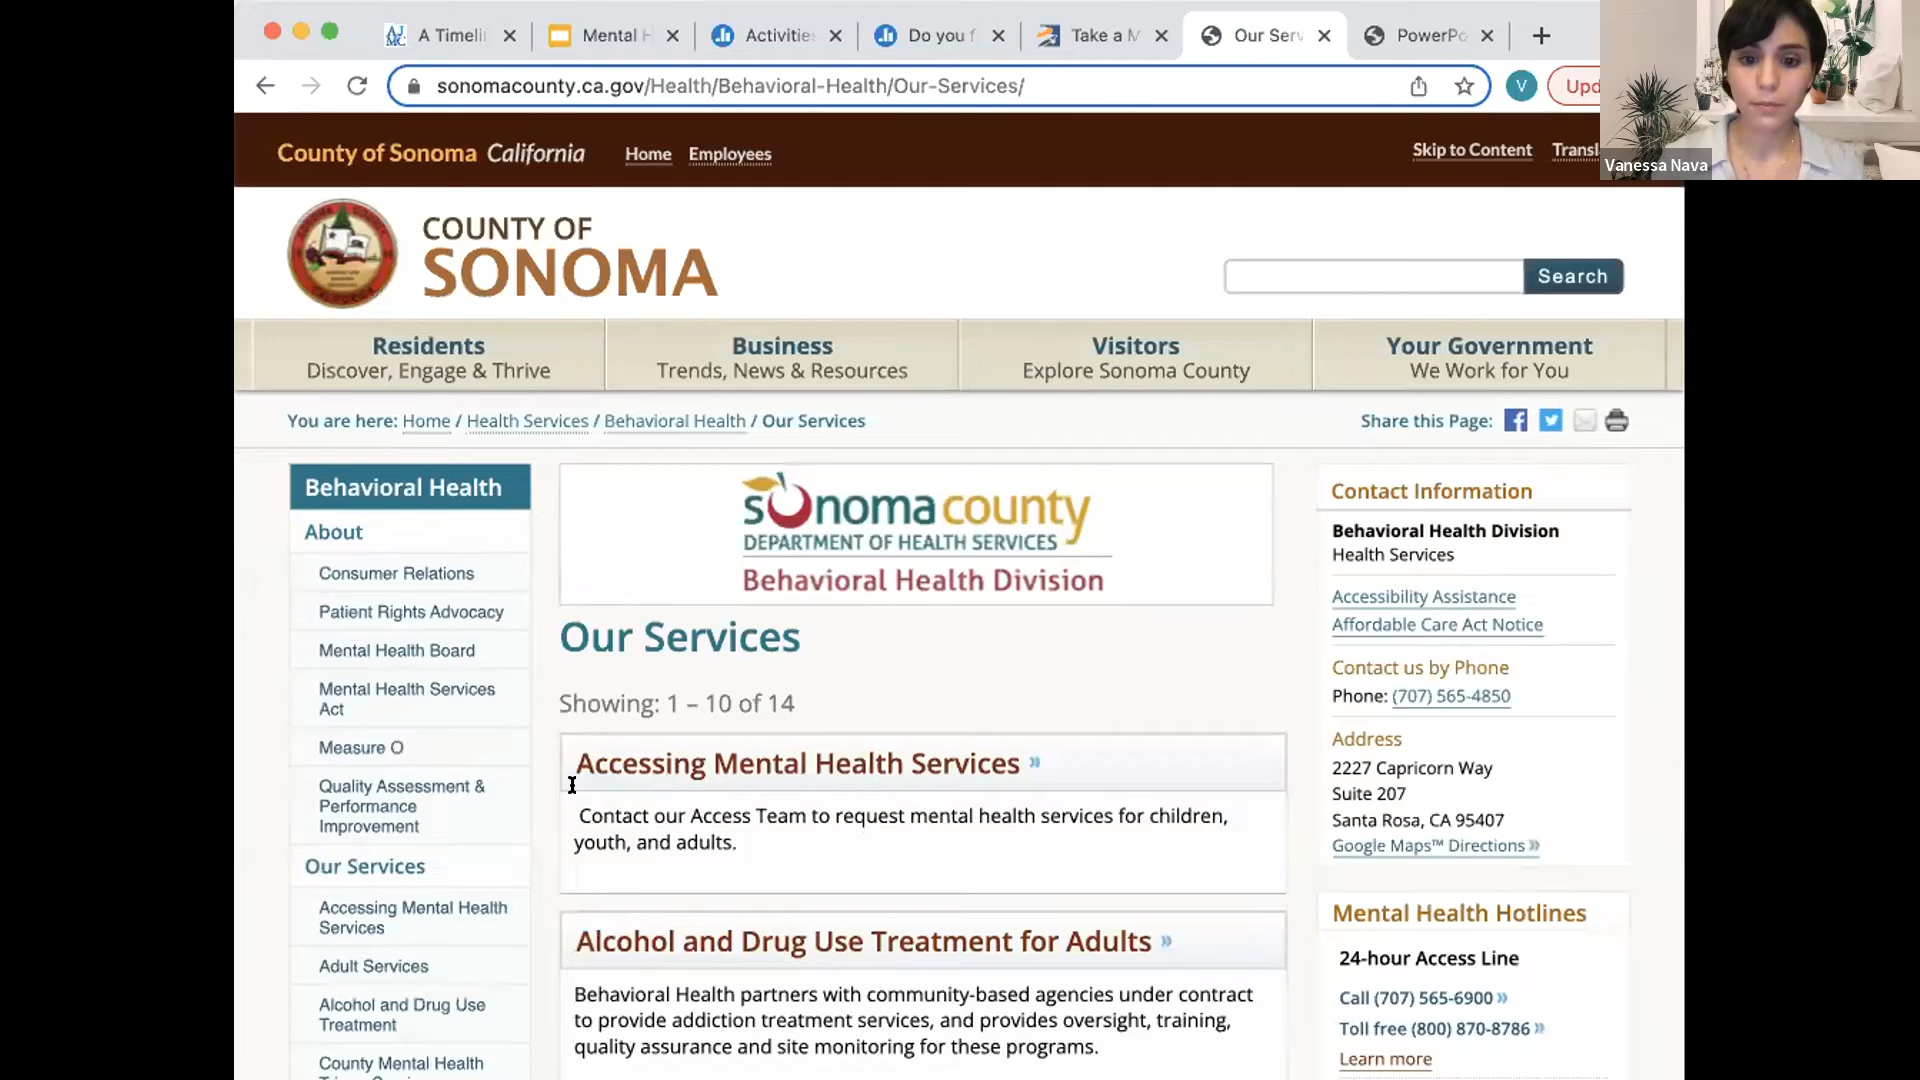 A Timeli
Mental H
Activities
Do you f
Take a M
Our Serv
PowerPo
sonomacounty.ca.gov/Health/Behavioral-Health/Our-Services/
V
Upd
Vanessa Nava
County of Sonoma California
Home
Employees
Skip to Content
Transl
COUNTY OF
SONOMA
Search
Residents
Discover, Engage & Thrive
Business
Trends, News & Resources
Visitors
Explore Sonoma County
Your Government
We Work for You
You are here: Home / Health Services / Behavioral Health / Our Services
Share this Page:
Behavioral Health
About
Consumer Relations
Patient Rights Advocacy
Mental Health Board
Mental Health Services
Act
Measure O
Quality Assessment &
Performance
Improvement
Our Services
Accessing Mental Health
Services
Adult Services
Alcohol and Drug Use
Treatment
County Mental Health
sonoma county
DEPARTMENT OF HEALTH SERVICES
Behavioral Health Division
Our Services
Showing: 1 – 10 of 14
Accessing Mental Health Services »
Contact our Access Team to request mental health services for children,
youth, and adults.
Alcohol and Drug Use Treatment for Adults »
Behavioral Health partners with community-based agencies under contract
to provide addiction treatment services, and provides oversight, training,
quality assurance and site monitoring for these programs.
Contact Information
Behavioral Health Division
Health Services
Accessibility Assistance
Affordable Care Act Notice
Contact us by Phone
Phone: (707) 565-4850
Address
2227 Capricorn Way
Suite 207
Santa Rosa, CA 95407
Google Maps™ Directions »
Mental Health Hotlines
24-hour Access Line
Call (707) 565-6900 »
Toll free (800) 870-8786 »
Learn more